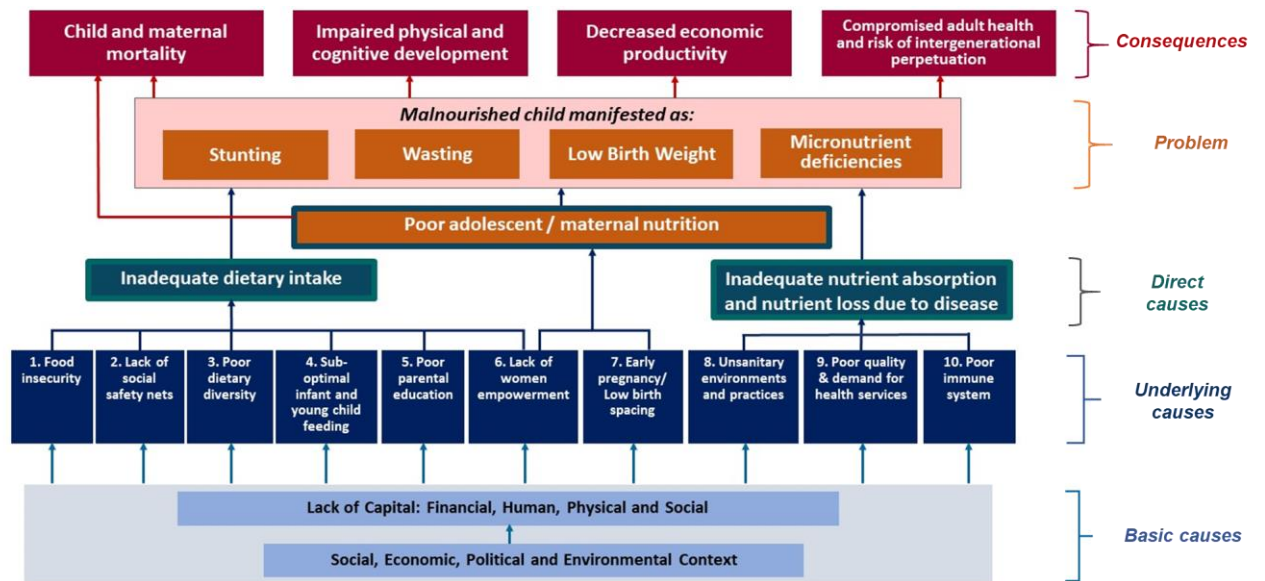 Child and maternal
mortality
Impaired physical and
cognitive development
Decreased economic
productivity
Compromised adult health
and risk of intergenerational
perpetuation
Consequences
Malnourished child manifested as:
Stunting
Wasting
Low Birth Weight
Micronutrient
deficiencies
Problem
Poor adolescent / maternal nutrition
Inadequate dietary intake
Inadequate nutrient absorption
and nutrient loss due to disease
Direct
causes
1. Food
insecurity
2. Lack of
social
safety nets
3. Poor
dietary
diversity
4. Sub-
optimal
infant and
young child
feeding
5. Poor
parental
education
6. Lack of
women
empowerment
7. Early
pregnancy/
Low birth
spacing
8. Unsanitary
environments
and practices
9. Poor quality
& demand for
health services
10. Poor
immune
system
Underlying
causes
Lack of Capital: Financial, Human, Physical and Social
Social, Economic, Political and Environmental Context
Basic causes